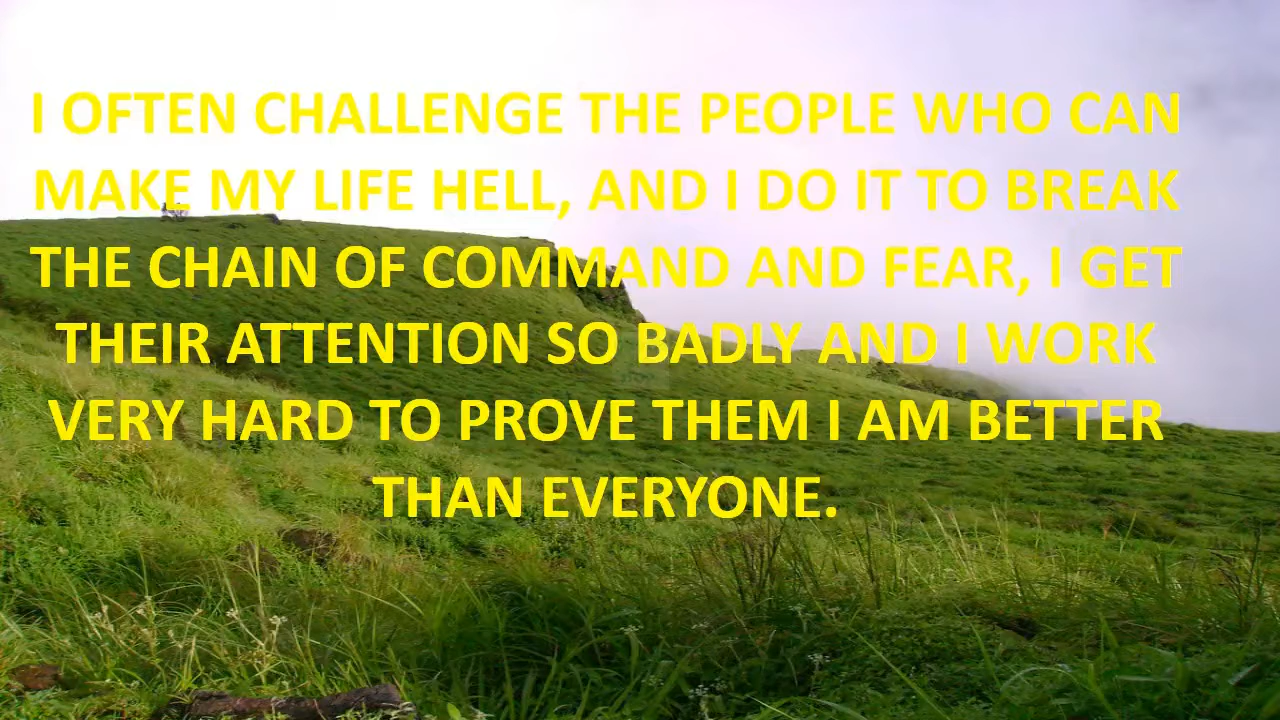 I OFTEN CHALLENGE THE PEOPLE WHO CAN
MAKE MY LIFE HELL, AND I DO IT TO BREAK
THE CHAIN OF COMMAND AND FEAR, I GET
THEIR ATTENTION SO BADLY AND I WORK
VERY HARD TO PROVE THEM I AM BETTER
THAN EVERYONE.